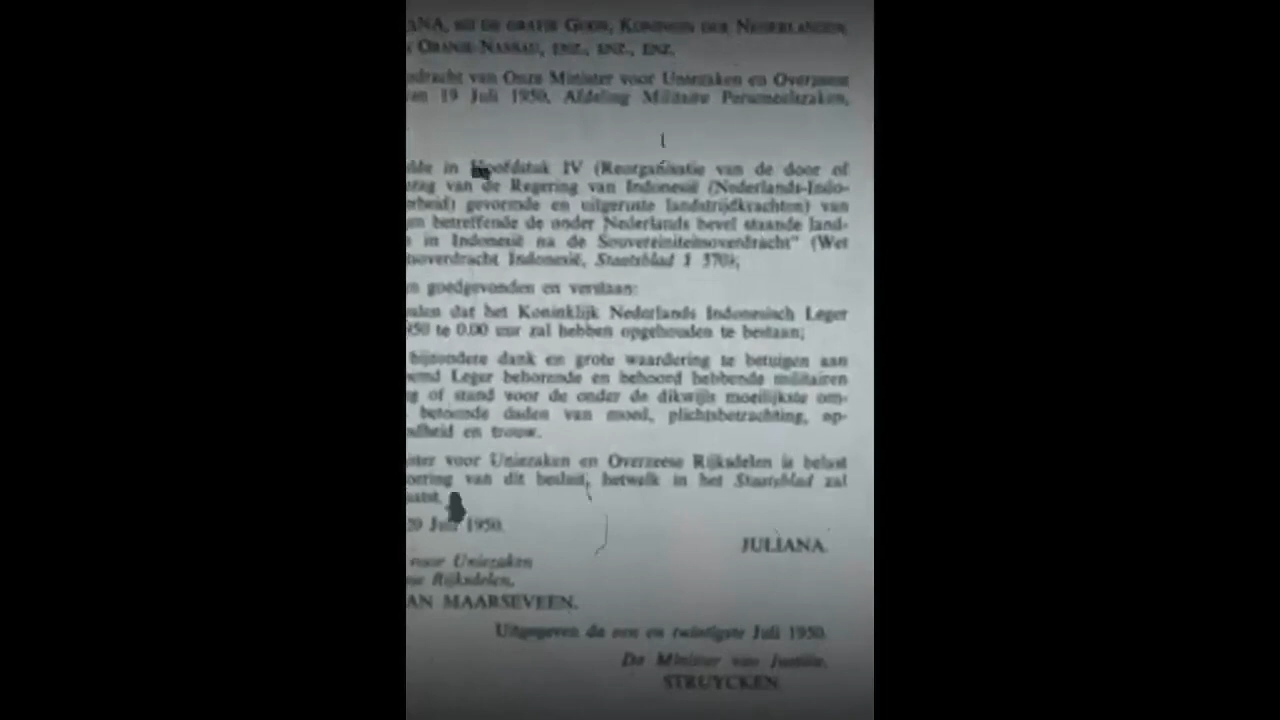 ANA, BIJ DE GRATIE GODS, KONINGIN DER NEDERLANDEN,
ORANJE-NASSAU, ENZ., ENZ., ENZ.
dracht van Onze Minister voor Uniezaken en Overzeese
19 Juli 1950, Afdeling Militaire Personeelszaken,
in Hoofdstuk IV (Reorganisatie van de door of
zag van de Regering van Indonesië (Nederlands-Indo-
rheid) gevormde en uitgeruste landstrijdkrachten) van
betreffende de onder Nederlands bevel staande land-
in Indonesië na de Souvereiniteitsoverdracht" (Wet
tsoverdracht Indonesië, Staatsblad J 570);
goedgevonden en verstaan:
alen dat het Koninklijk Nederlands Indonesisch Leger
950 te 0.00 uur zal hebben opgehouden te bestaan;
bijzondere dank en grote waardering te betuigen aan
emd Leger behorende en behoord hebbende militairen
g of stand voor de onder de dikwijls moeilijkste om-
betoonde daden van moed, plichtsbetrachting, op-
dheid en trouw.
ster voor Uniezaken en Overzeese Rijksdelen is belast
oering van dit besluit, hetwelk in het Staatsblad zal
aatst.
20 Juli 1950.
JULIANA.
voor Uniezaken
se Rijksdelen,
AN MAARSEVEEN.
Uitgegeven de een en twintigste Juli 1950.
De Minister van Justitie,
STRUYCKEN.